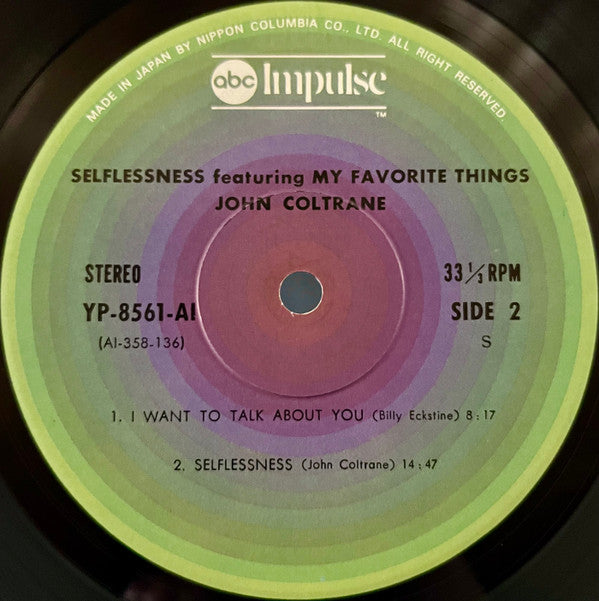 MADE IN JAPAN BY NIPPON COLUMBIA CO., LTD. ALL RIGHT RESERVED.
abc Impulse
TM
SELFLESSNESS featuring MY FAVORITE THINGS
JOHN COLTRANE
STEREO 33 1/3 RPM
YP-8561-AI SIDE 2
(AI-358-136) S
1. I WANT TO TALK ABOUT YOU (Billy Eckstine) 8:17
2. SELFLESSNESS (John Coltrane) 14:47